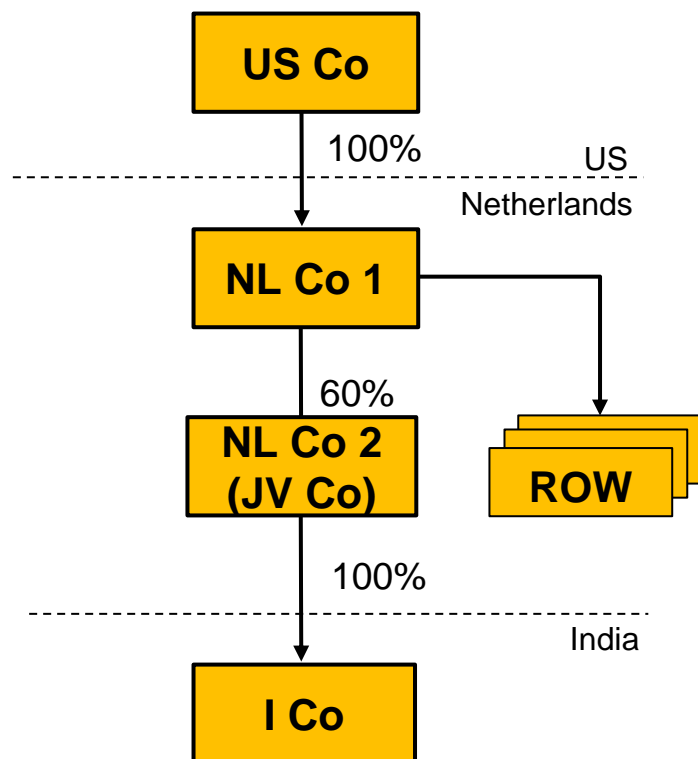 US Co
100%
US
Netherlands
NL Co 1
60%
NL Co 2
(JV Co)
ROW
100%
India
I Co